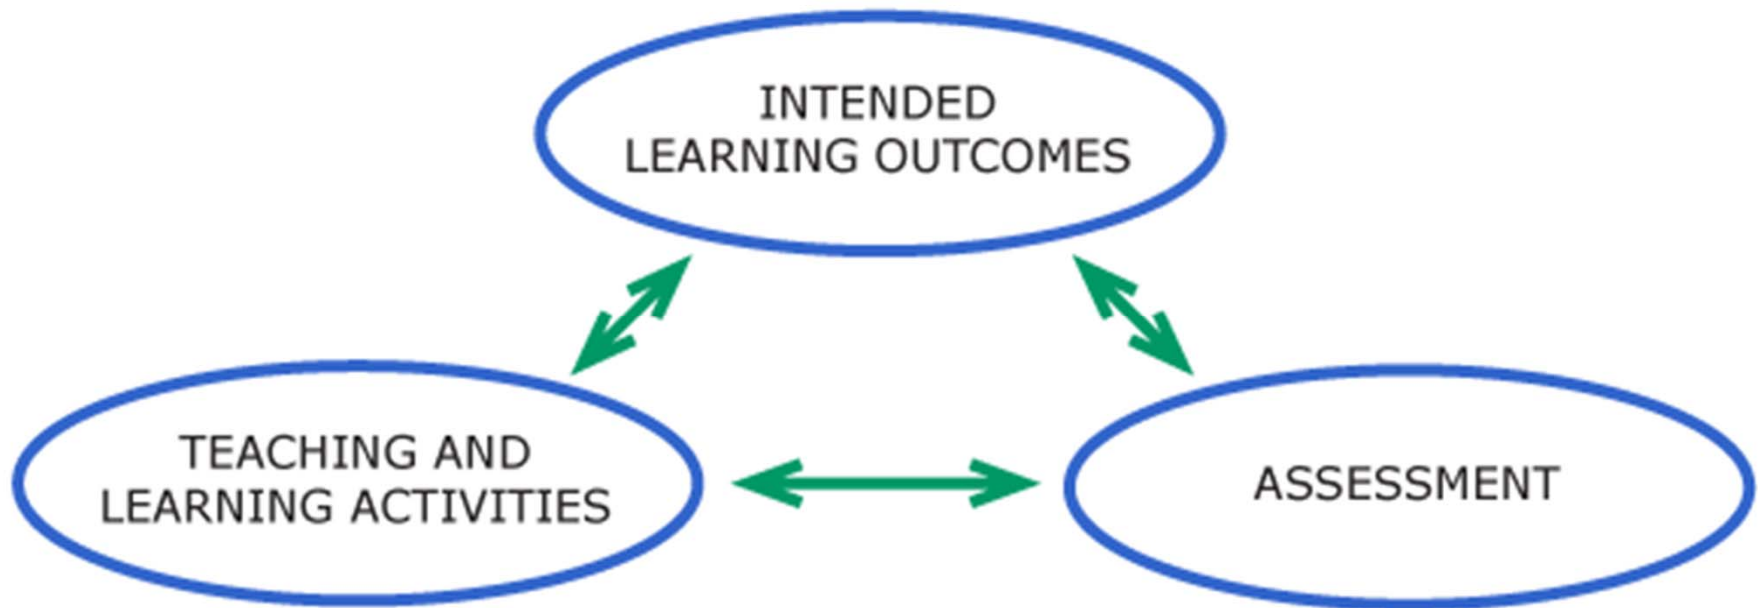 INTENDED
LEARNING OUTCOMES
TEACHING AND
LEARNING ACTIVITIES
ASSESSMENT